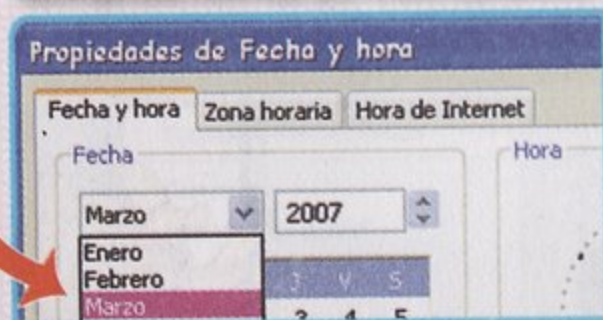 Propiedades de Fecha y hora
Fecha y hora Zona horaria Hora de Internet
Fecha Hora
Marzo 2007
Enero
Febrero J V S
Marzo 3 4 5